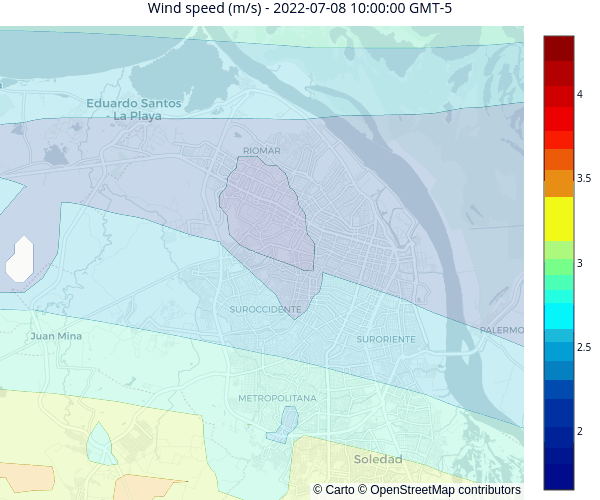 Wind speed (m/s) - 2022-07-08 10:00:00 GMT-5
Eduardo Santos
- La Playa
RIOMAR
SUROCCIDENTE
SURORIENTE
PALERMO
Juan Mina
METROPOLITANA
Soledad
© Carto © OpenStreetMap contributors
4
3.5
3
2.5
2